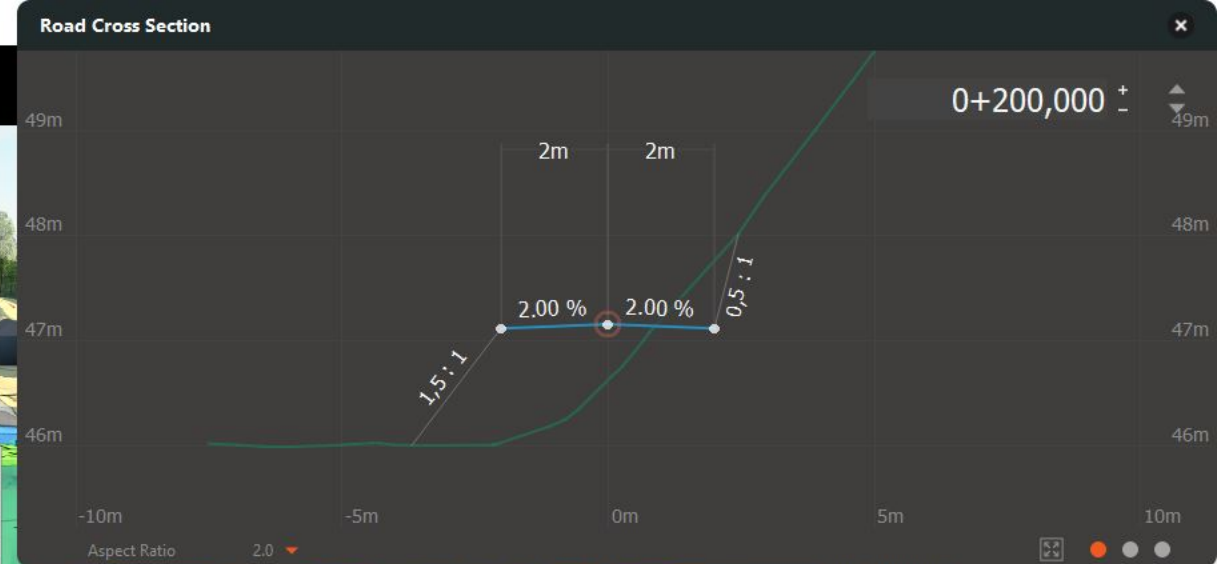 Road Cross Section
0+200,000 + −
49m 49m
2m 2m
48m 48m
0,5 : 1
2.00 % 2.00 %
47m 47m
1,5 : 1
46m 46m
-10m -5m 0m 5m 10m
Aspect Ratio 2.0